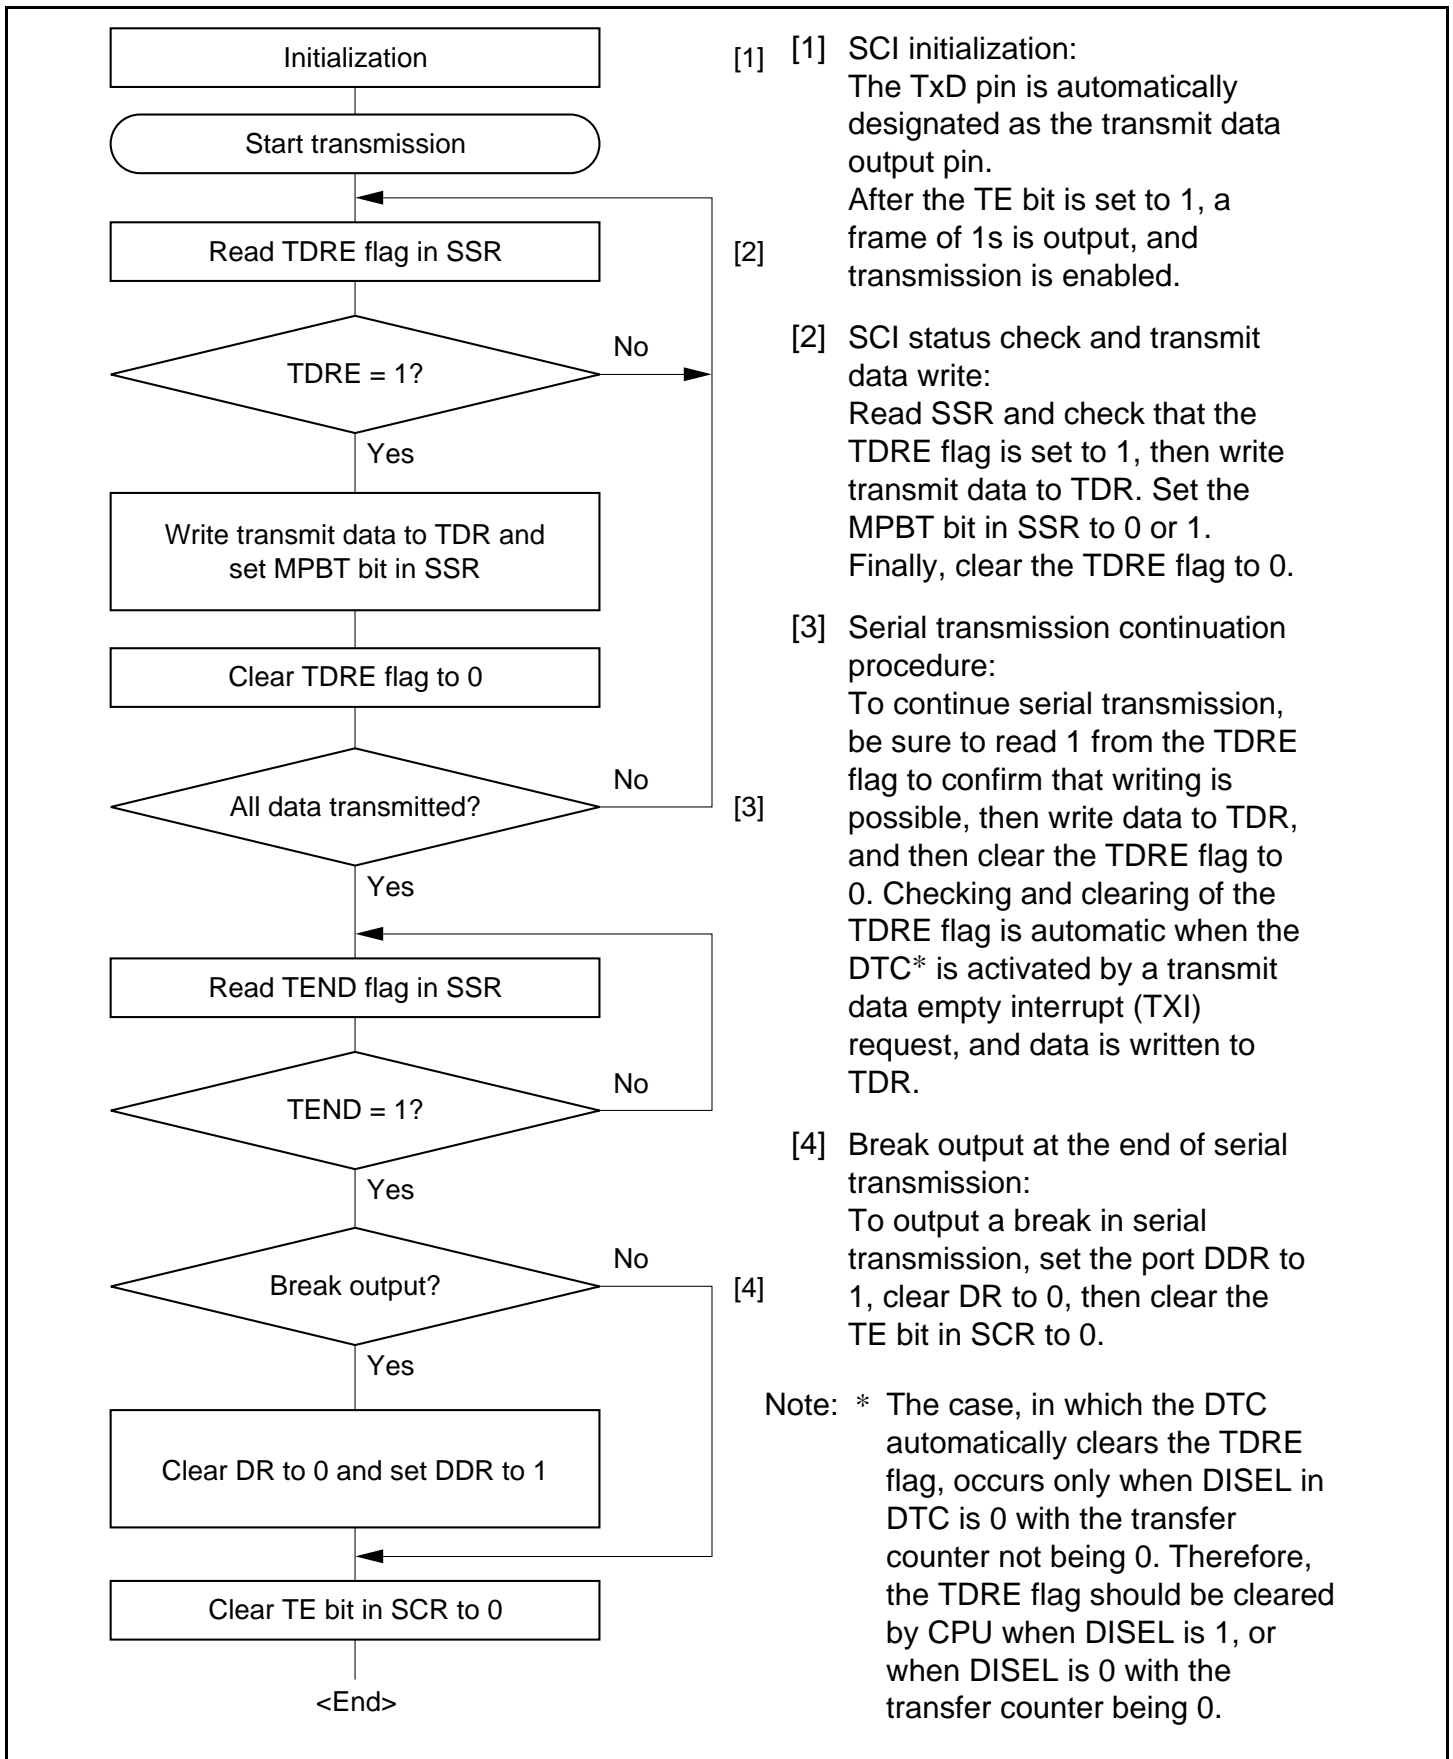 Initialization
[1]
Start transmission
Read TDRE flag in SSR
[2]
TDRE = 1?
No
Yes
Write transmit data to TDR and
set MPBT bit in SSR
Clear TDRE flag to 0
All data transmitted?
No
[3]
Yes
Read TEND flag in SSR
TEND = 1?
No
Yes
Break output?
No
[4]
Yes
Clear DR to 0 and set DDR to 1
Clear TE bit in SCR to 0
<End>
[1] SCI initialization:
The TxD pin is automatically
designated as the transmit data
output pin.
After the TE bit is set to 1, a
frame of 1s is output, and
transmission is enabled.
[2] SCI status check and transmit
data write:
Read SSR and check that the
TDRE flag is set to 1, then write
transmit data to TDR. Set the
MPBT bit in SSR to 0 or 1.
Finally, clear the TDRE flag to 0.
[3] Serial transmission continuation
procedure:
To continue serial transmission,
be sure to read 1 from the TDRE
flag to confirm that writing is
possible, then write data to TDR,
and then clear the TDRE flag to
0. Checking and clearing of the
TDRE flag is automatic when the
DTC* is activated by a transmit
data empty interrupt (TXI)
request, and data is written to
TDR.
[4] Break output at the end of serial
transmission:
To output a break in serial
transmission, set the port DDR to
1, clear DR to 0, then clear the
TE bit in SCR to 0.
Note: * The case, in which the DTC
automatically clears the TDRE
flag, occurs only when DISEL in
DTC is 0 with the transfer
counter not being 0. Therefore,
the TDRE flag should be cleared
by CPU when DISEL is 1, or
when DISEL is 0 with the
transfer counter being 0.